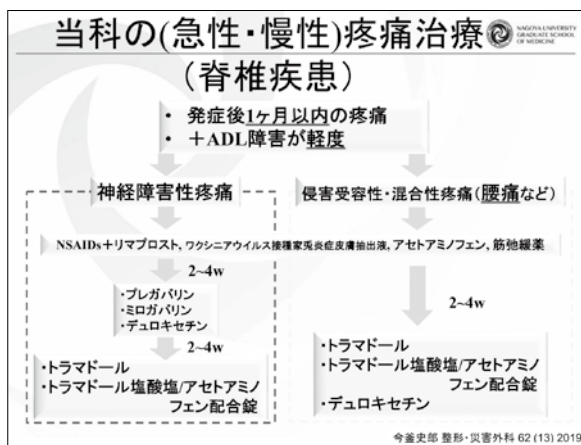 当科の(急性・慢性)疼痛治療
NAGOYA UNIVERSITY
GRADUATE SCHOOL
OF MEDICINE
(脊椎疾患)
・ 発症後1ヶ月以内の疼痛
・ +ADL障害が軽度
神経障害性疼痛
侵害受容性・混合性疼痛(腰痛など)
NSAIDs+リマプロスト, ワクシニアウイルス接種家兎炎症皮膚抽出液, アセトアミノフェン, 筋弛緩薬
2~4w
・プレガバリン
・ミロガバリン
・デュロキセチン
2~4w
・トラマドール
・トラマドール塩酸塩/アセトアミノ
フェン配合錠
2~4w
・トラマドール
・トラマドール塩酸塩/アセトアミノ
フェン配合錠
・デュロキセチン
今釜史郎 整形・災害外科 62 (13) 2019